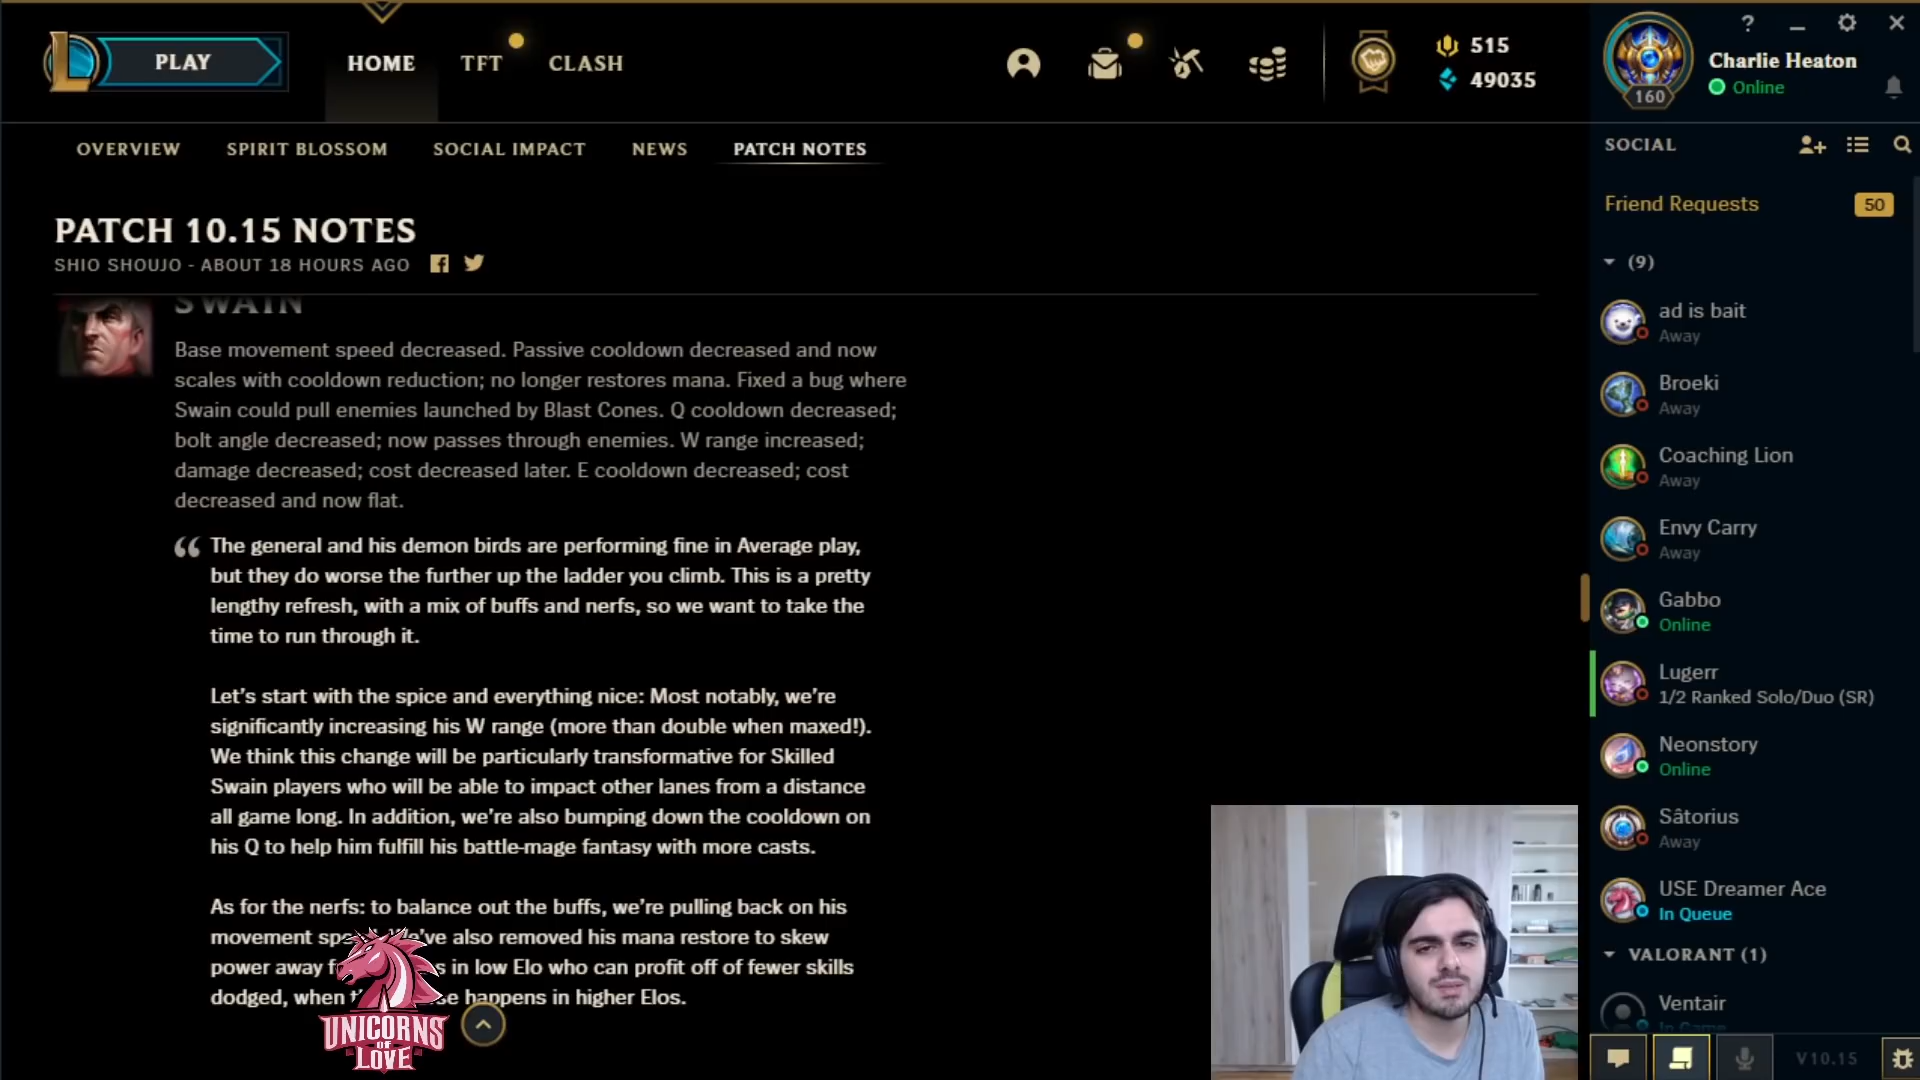 PLAY
HOME
TFT
CLASH
515
49035
160
Charlie Heaton
Online
OVERVIEW
SPIRIT BLOSSOM
SOCIAL IMPACT
NEWS
PATCH NOTES
SOCIAL
Friend Requests
50
PATCH 10.15 NOTES
SHIO SHOUJO - ABOUT 18 HOURS AGO
SWAIN
Base movement speed decreased. Passive cooldown decreased and now
scales with cooldown reduction; no longer restores mana. Fixed a bug where
Swain could pull enemies launched by Blast Cones. Q cooldown decreased;
bolt angle decreased; now passes through enemies. W range increased;
damage decreased; cost decreased later. E cooldown decreased; cost
decreased and now flat.
“ The general and his demon birds are performing fine in Average play,
but they do worse the further up the ladder you climb. This is a pretty
lengthy refresh, with a mix of buffs and nerfs, so we want to take the
time to run through it.
Let's start with the spice and everything nice: Most notably, we're
significantly increasing his W range (more than double when maxed!).
We think this change will be particularly transformative for Skilled
Swain players who will be able to impact other lanes from a distance
all game long. In addition, we're also bumping down the cooldown on
his Q to help him fulfill his battle-mage fantasy with more casts.
As for the nerfs: to balance out the buffs, we're pulling back on his
movement We've also removed his mana restore to skew
power away in low Elo who can profit off of fewer skills
dodged, when happens in higher Elos.
UNICORNS
OF
LOVE
(9)
ad is bait
Away
Broeki
Away
Coaching Lion
Away
Envy Carry
Away
Gabbo
Online
Lugerr
1/2 Ranked Solo/Duo (SR)
Neonstory
Online
Sâtorius
Away
USE Dreamer Ace
In Queue
VALORANT (1)
Ventair
In Game
V10.15